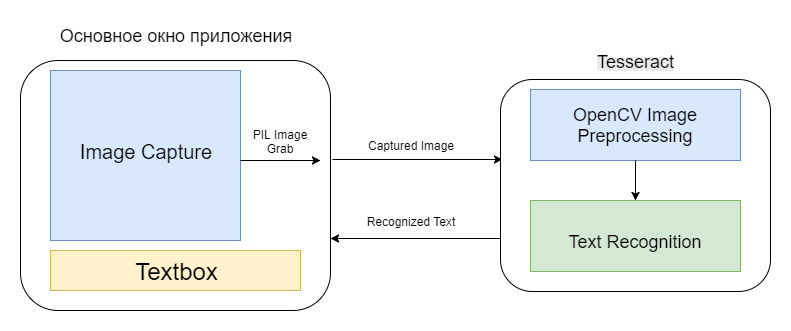 Основное окно приложения
Tesseract
Image Capture
PIL Image
Grab
Captured Image
OpenCV Image
Preprocessing
Recognized Text
Text Recognition
Textbox